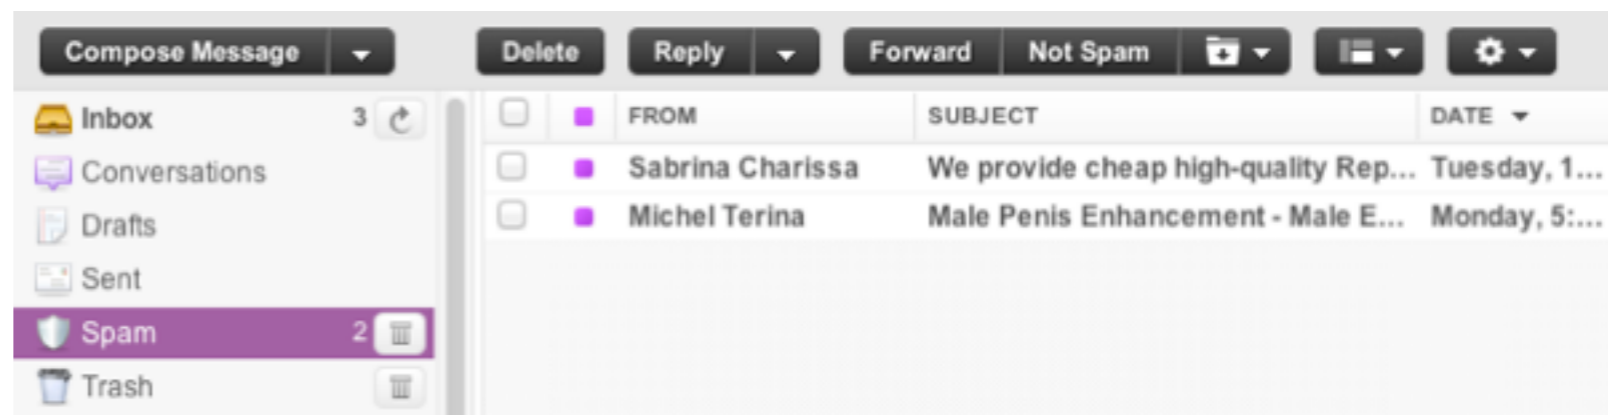 Compose Message Delete Reply Forward Not Spam
Inbox 3
Conversations
Drafts
Sent
Spam 2
Trash
FROM SUBJECT DATE
Sabrina Charissa We provide cheap high-quality Rep... Tuesday, 1...
Michel Terina Male Penis Enhancement - Male E... Monday, 5:...